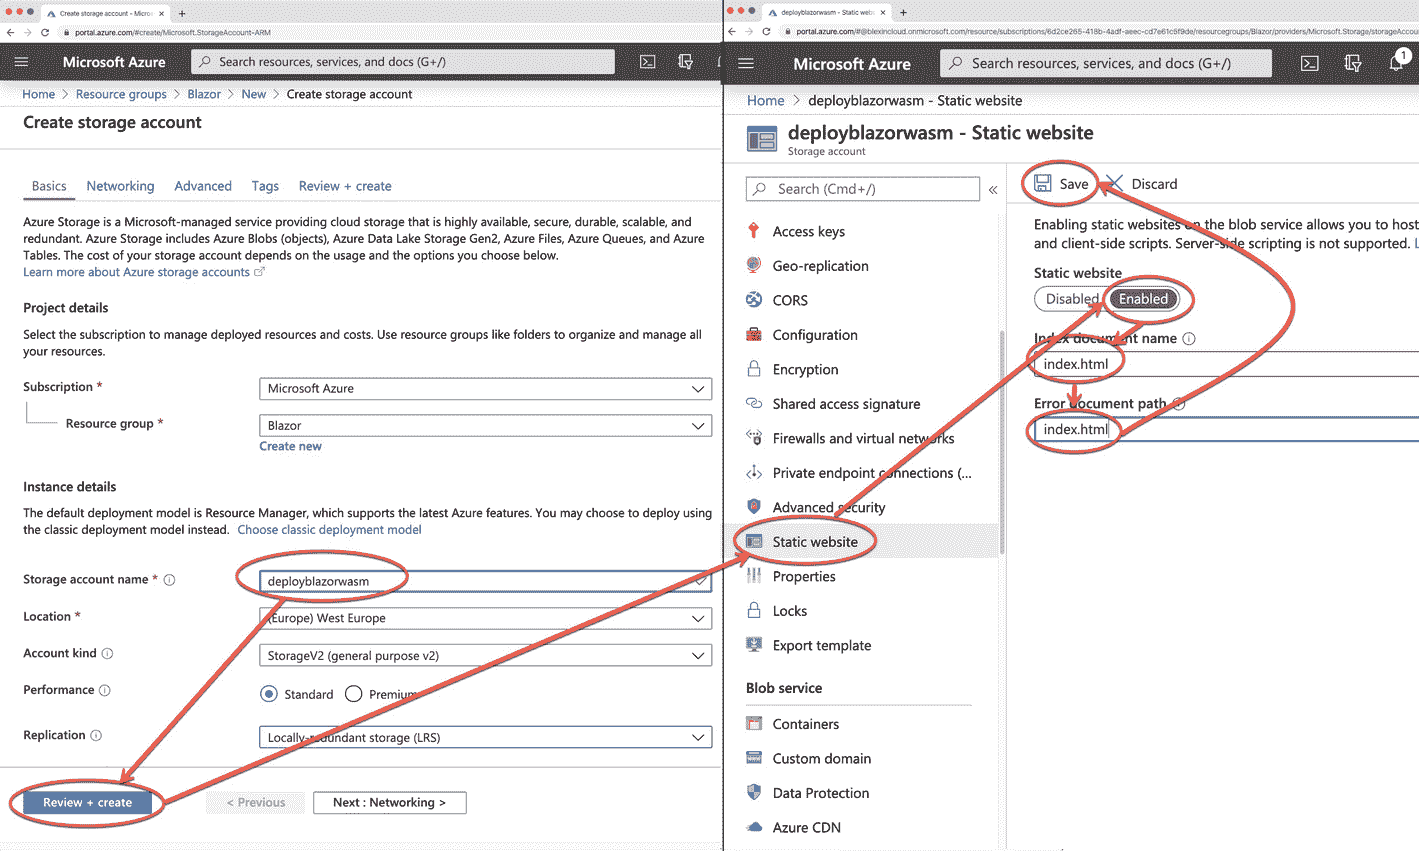 Create storage account - Micros
portal.azure.com/#create/Microsoft.StorageAccount-ARM
Microsoft Azure
Search resources, services, and docs (G+/)
Home > Resource groups > Blazor > New > Create storage account
Create storage account
Basics Networking Advanced Tags Review + create
Azure Storage is a Microsoft-managed service providing cloud storage that is highly available, secure, durable, scalable, and
redundant. Azure Storage includes Azure Blobs (objects), Azure Data Lake Storage Gen2, Azure Files, Azure Queues, and Azure
Tables. The cost of your storage account depends on the usage and the options you choose below.
Learn more about Azure storage accounts
Project details
Select the subscription to manage deployed resources and costs. Use resource groups like folders to organize and manage all
your resources.
Subscription * Microsoft Azure
Resource group * Blazor
Create new
Instance details
The default deployment model is Resource Manager, which supports the latest Azure features. You may choose to deploy using
the classic deployment model instead. Choose classic deployment model
Storage account name * deployblazorwasm
Location * (Europe) West Europe
Account kind StorageV2 (general purpose v2)
Performance Standard Premium
Replication Locally-redundant storage (LRS)
Review + create < Previous Next : Networking >
deployblazorwasm - Static web
portal.azure.com/#@blexincloud.onmicrosoft.com/resource/subscriptions/6d2ce265-418b-4adf-aeec-cd7e61c5f9de/resourcegroups/Blazor/providers/Microsoft.Storage/storageAccou
Microsoft Azure
Search resources, services, and docs (G+/)
1
Home > deployblazorwasm - Static website
deployblazorwasm - Static website
Storage account
Search (Cmd+/)
«
Access keys
Geo-replication
CORS
Configuration
Encryption
Shared access signature
Firewalls and virtual networks
Private endpoint connections (...
Advanced security
Static website
Properties
Locks
Export template
Blob service
Containers
Custom domain
Data Protection
Azure CDN
Save Discard
Enabling static websites on the blob service allows you to host
and client-side scripts. Server-side scripting is not supported. L
Static website
Disabled Enabled
Index document name
index.html
Error document path
index.html